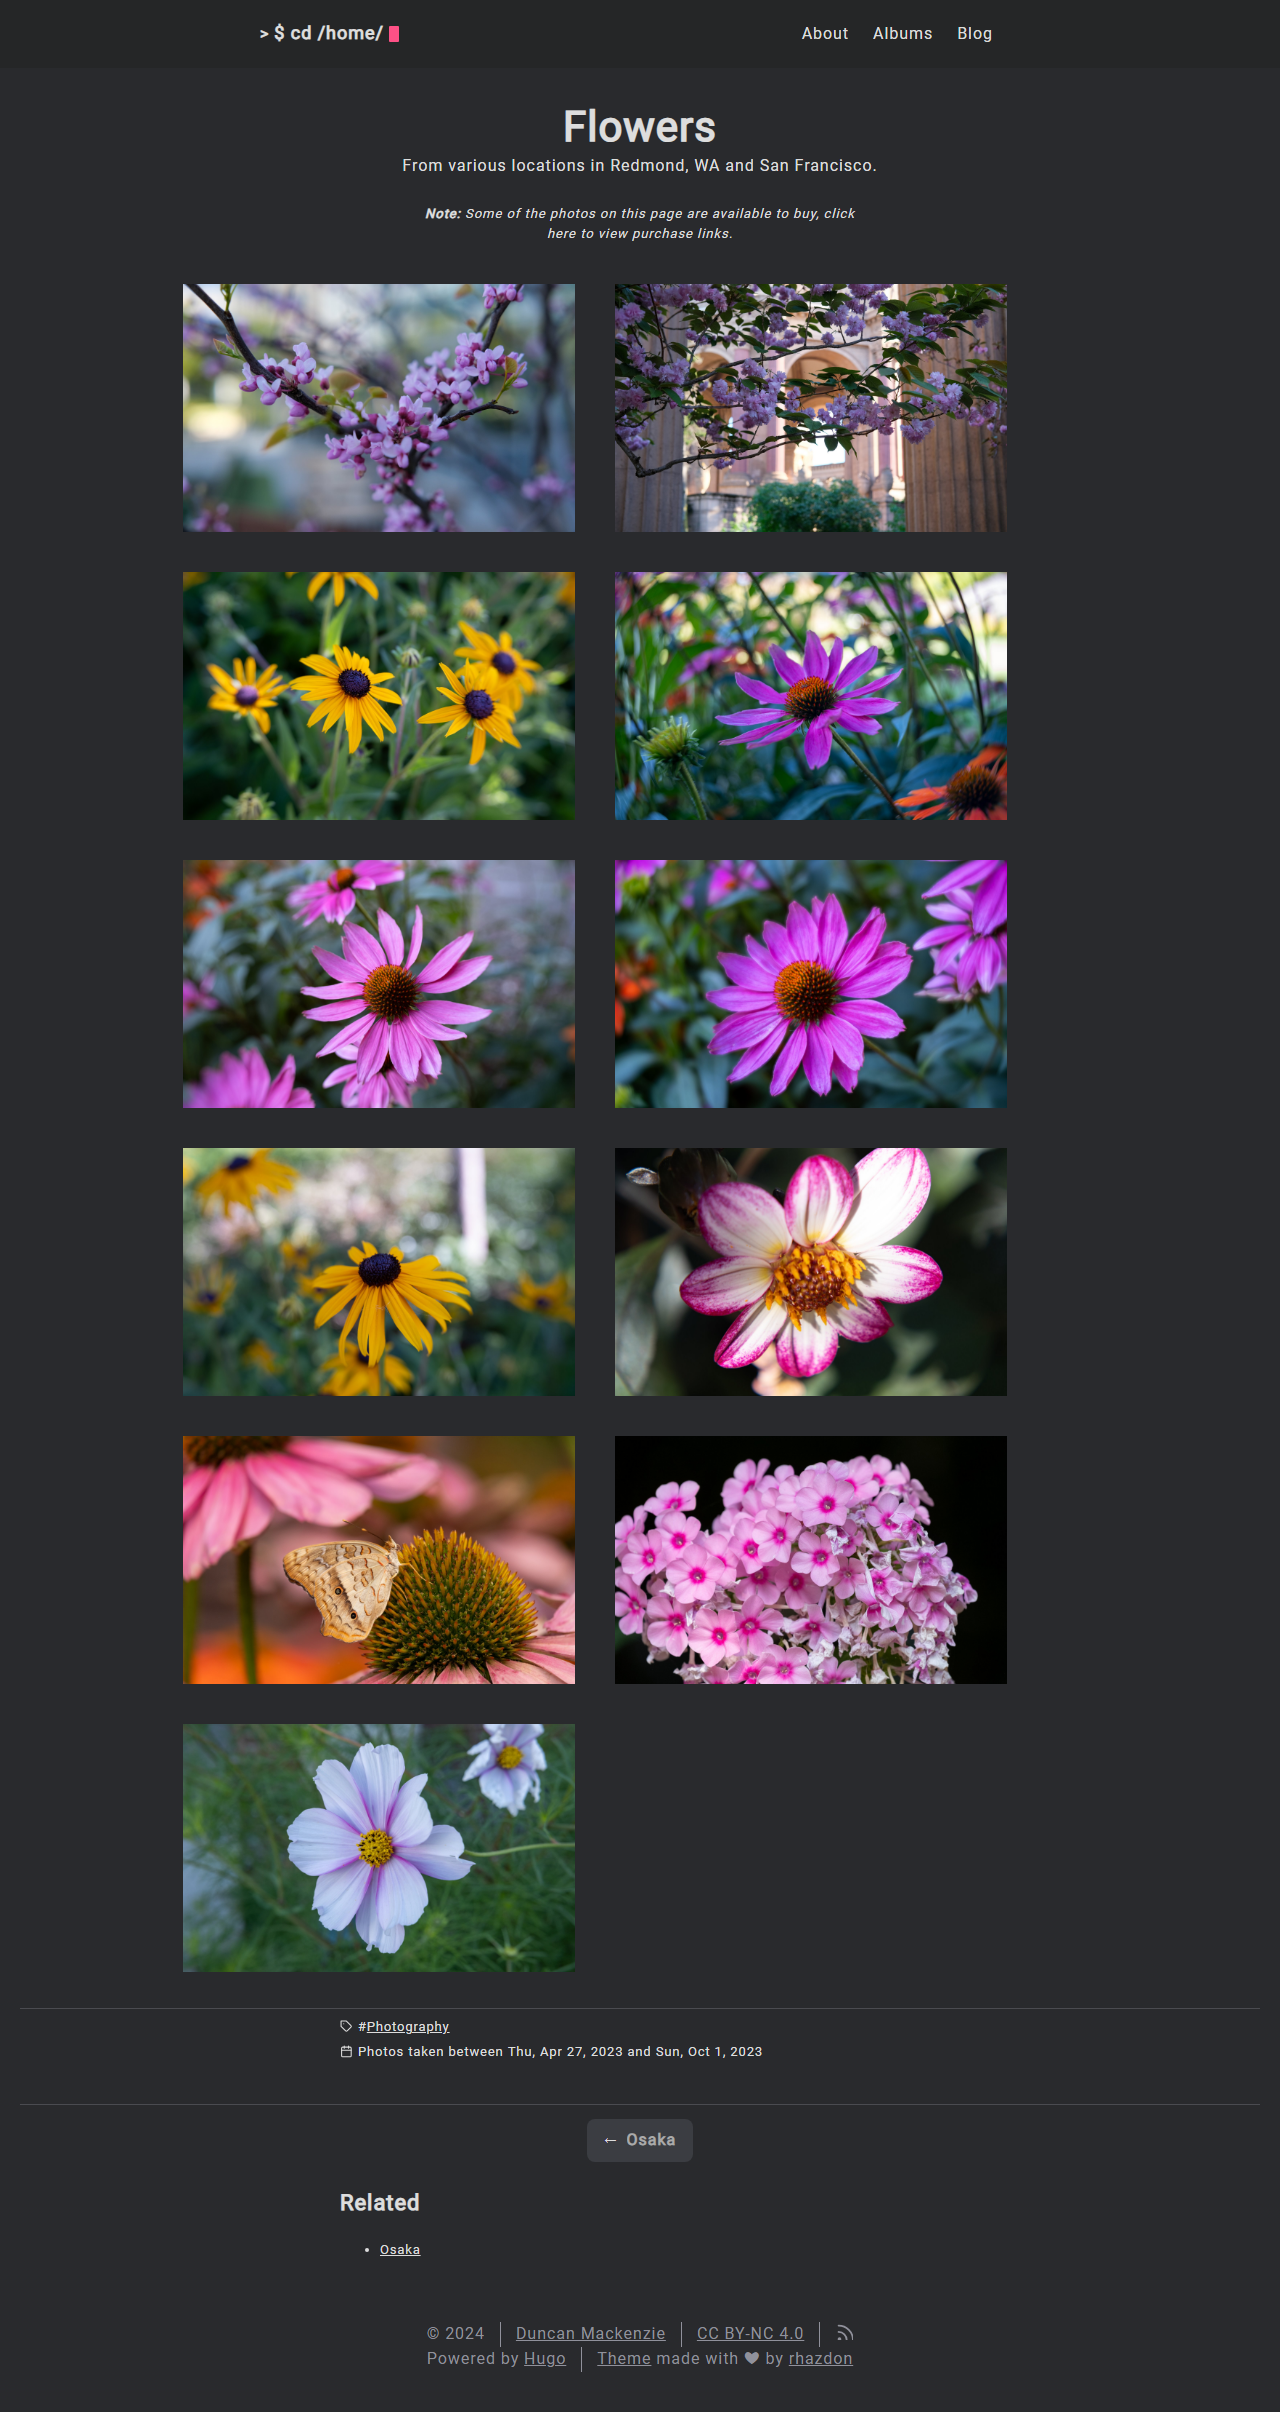 > $ cd /home/
About Albums Blog
Flowers
From various locations in Redmond, WA and San Francisco.
Note: Some of the photos on this page are available to buy, click
here to view purchase links.
#Photography
Photos taken between Thu, Apr 27, 2023 and Sun, Oct 1, 2023
← Osaka
Related
• Osaka
© 2024 Duncan Mackenzie CC BY-NC 4.0
Powered by Hugo Theme made with ♥ by rhazdon